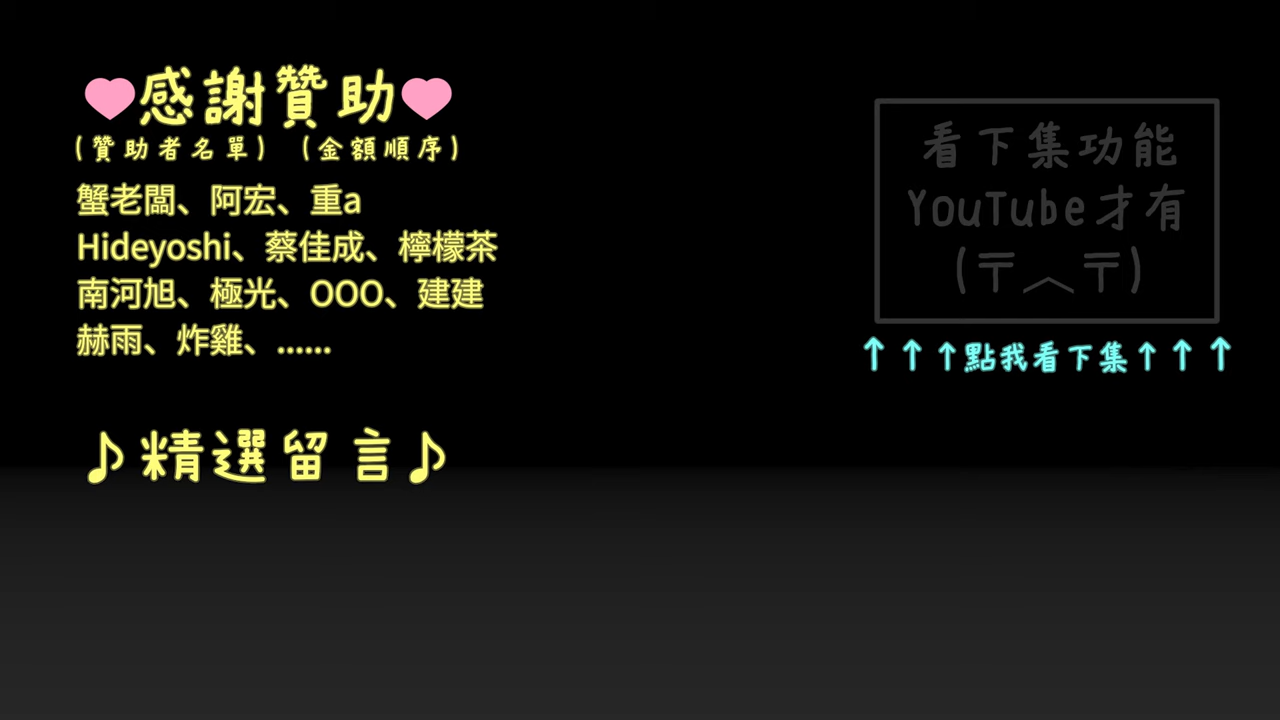 感謝贊助
(贊助者名單) (金額順序)
蟹老闆、阿宏、重a
Hideyoshi、蔡佳成、檸檬茶
南河旭、極光、OOO、建建
赫雨、炸雞、......
♪精選留言♪
看下集功能
YouTube才有
(〒︿〒)
↑↑↑點我看下集↑↑↑